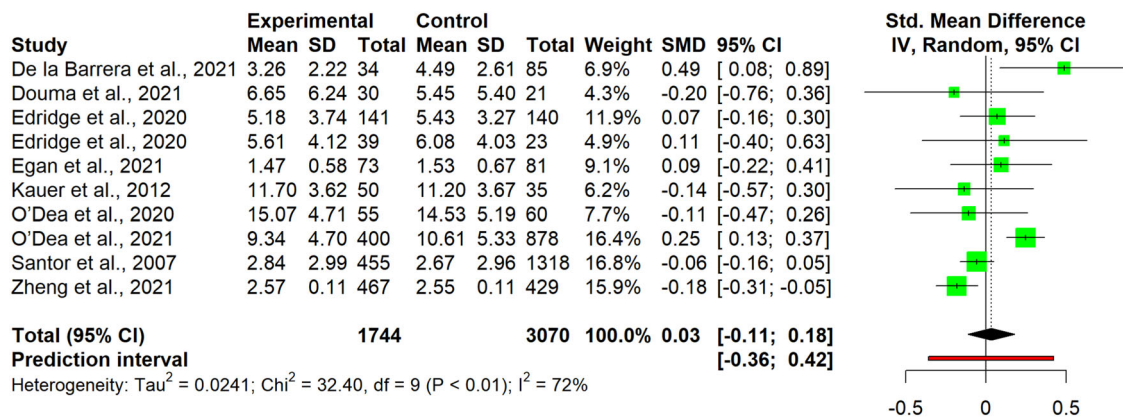 Experimental Control Std. Mean Difference
Study Mean SD Total Mean SD Total Weight SMD 95% CI IV, Random, 95% CI
De la Barrera et al., 2021 3.26 2.22 34 4.49 2.61 85 6.9% 0.49 [ 0.08; 0.89]
Douma et al., 2021 6.65 6.24 30 5.45 5.40 21 4.3% -0.20 [-0.76; 0.36]
Edridge et al., 2020 5.18 3.74 141 5.43 3.27 140 11.9% 0.07 [-0.16; 0.30]
Edridge et al., 2020 5.61 4.12 39 6.08 4.03 23 4.9% 0.11 [-0.40; 0.63]
Egan et al., 2021 1.47 0.58 73 1.53 0.67 81 9.1% 0.09 [-0.22; 0.41]
Kauer et al., 2012 11.70 3.62 50 11.20 3.67 35 6.2% -0.14 [-0.57; 0.30]
O'Dea et al., 2020 15.07 4.71 55 14.53 5.19 60 7.7% -0.11 [-0.47; 0.26]
O'Dea et al., 2021 9.34 4.70 400 10.61 5.33 878 16.4% 0.25 [ 0.13; 0.37]
Santor et al., 2007 2.84 2.99 455 2.67 2.96 1318 16.8% -0.06 [-0.16; 0.05]
Zheng et al., 2021 2.57 0.11 467 2.55 0.11 429 15.9% -0.18 [-0.31; -0.05]
Total (95% CI) 1744 3070 100.0% 0.03 [-0.11; 0.18]
Prediction interval [-0.36; 0.42]
Heterogeneity: Tau² = 0.0241; Chi² = 32.40, df = 9 (P < 0.01); I² = 72%
-0.5 0 0.5